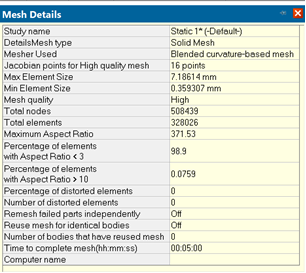 Mesh Details
Study name Static 1* (-Default-)
DetailsMesh type Solid Mesh
Mesher Used Blended curvature-based mesh
Jacobian points for High quality mesh 16 points
Max Element Size 7.18614 mm
Min Element Size 0.359307 mm
Mesh quality High
Total nodes 508439
Total elements 328026
Maximum Aspect Ratio 371.53
Percentage of elements
with Aspect Ratio < 3 98.9
Percentage of elements
with Aspect Ratio > 10 0.0759
Percentage of distorted elements 0
Number of distorted elements 0
Remesh failed parts independently Off
Reuse mesh for identical bodies Off
Number of bodies that have reused mesh 0
Time to complete mesh(hh:mm:ss) 00:05:00
Computer name